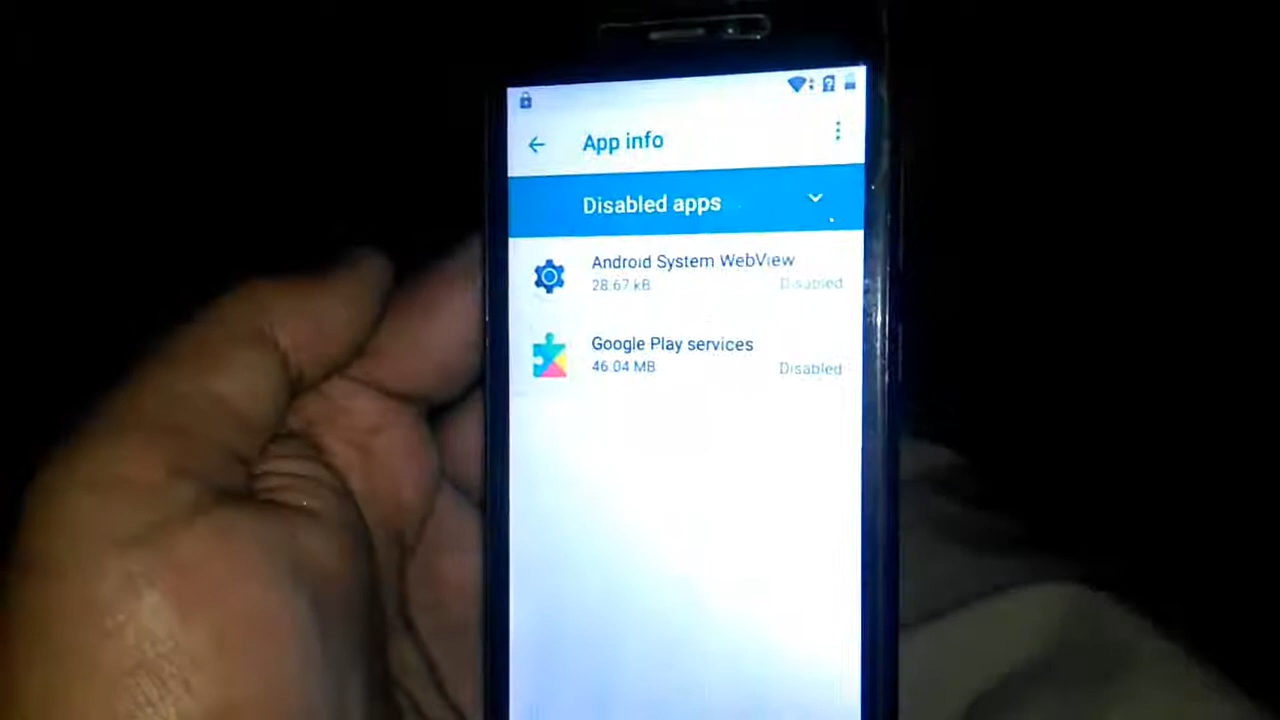 App info
Disabled apps
Android System WebView
28.67 kB
Disabled
Google Play services
46.04 MB
Disabled